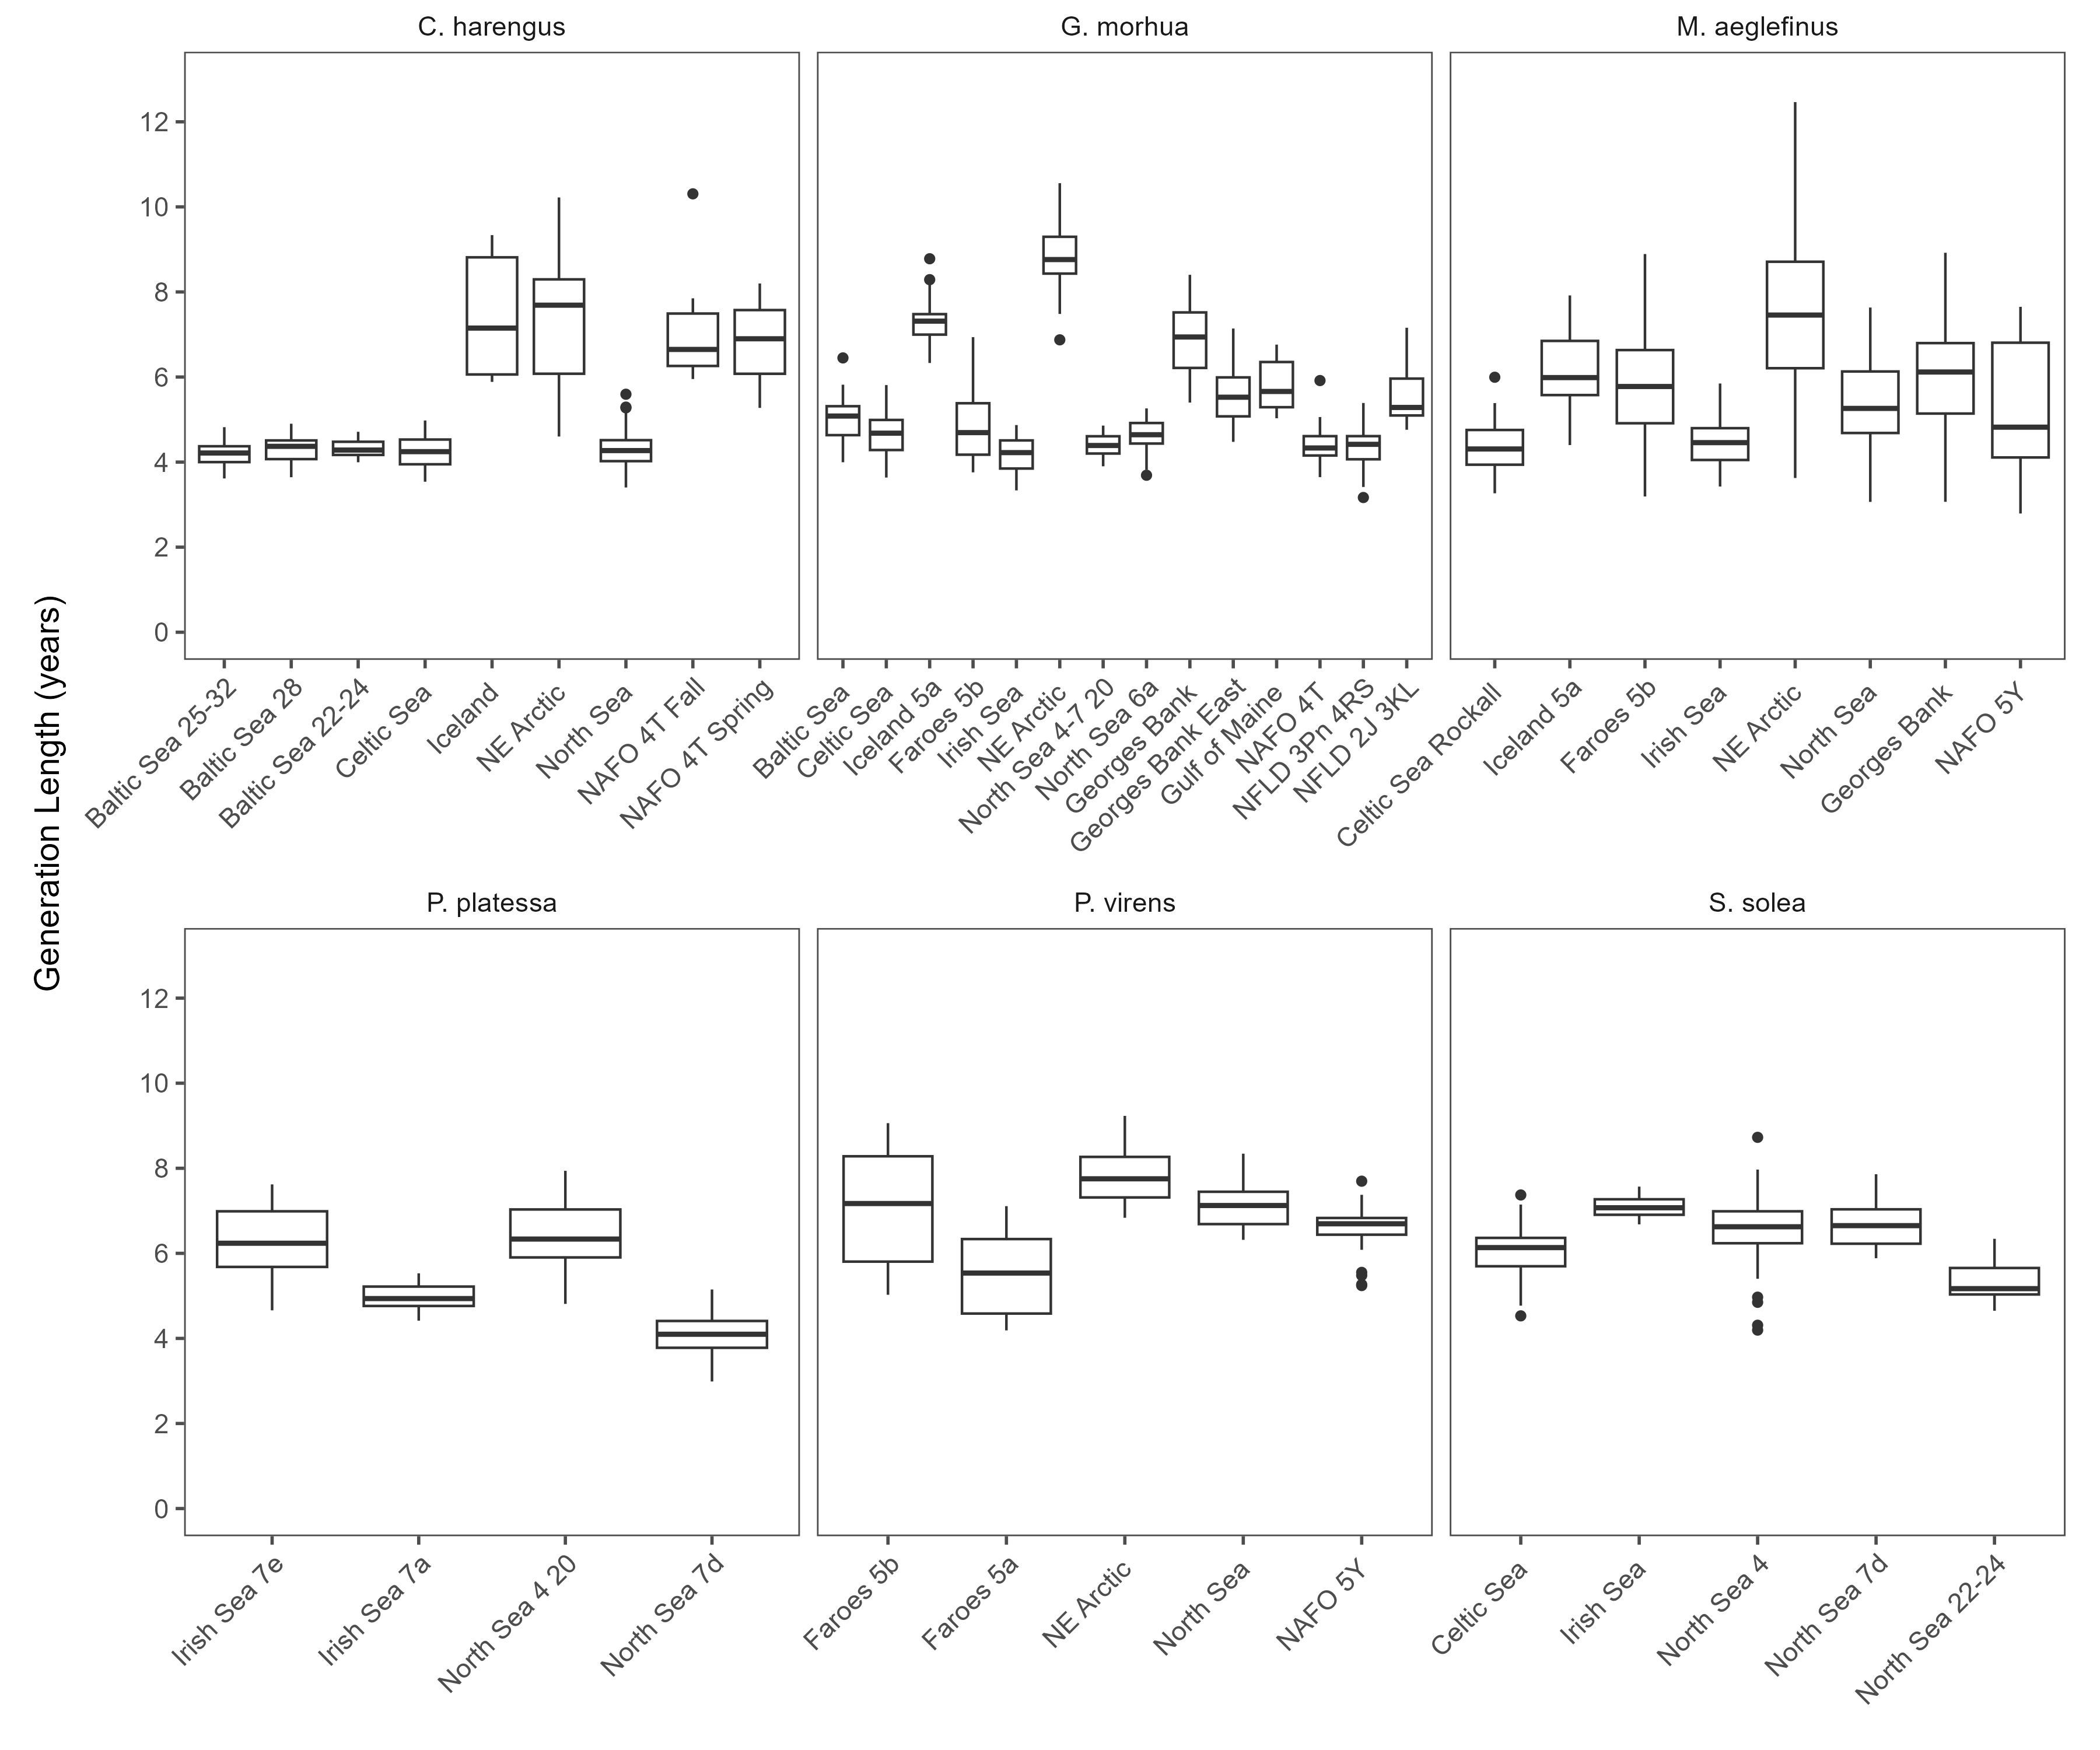 C. harengus
G. morhua
M. aeglefinus
Generation Length (years)
12
10
8
6
4
2
0
Baltic Sea 25-32
Baltic Sea 28
Baltic Sea 22-24
Celtic Sea
Iceland
NE Arctic
North Sea
NAFO 4T Fall
NAFO 4T Spring
Baltic Sea
Celtic Sea
Iceland 5a
Faroes 5b
Irish Sea
NE Arctic
North Sea 4-7 20
North Sea 6a
Georges Bank
Georges Bank East
Gulf of Maine
NAFO 4T
NFLD 3Pn 4RS
NFLD 2J 3KL
Celtic Sea Rockall
Iceland 5a
Faroes 5b
Irish Sea
NE Arctic
North Sea
Georges Bank
NAFO 5Y
P. platessa
P. virens
S. solea
12
10
8
6
4
2
0
Irish Sea 7e
Irish Sea 7a
North Sea 4 20
North Sea 7d
Faroes 5b
Faroes 5a
NE Arctic
North Sea
NAFO 5Y
Celtic Sea
Irish Sea
North Sea 4
North Sea 7d
North Sea 22-24